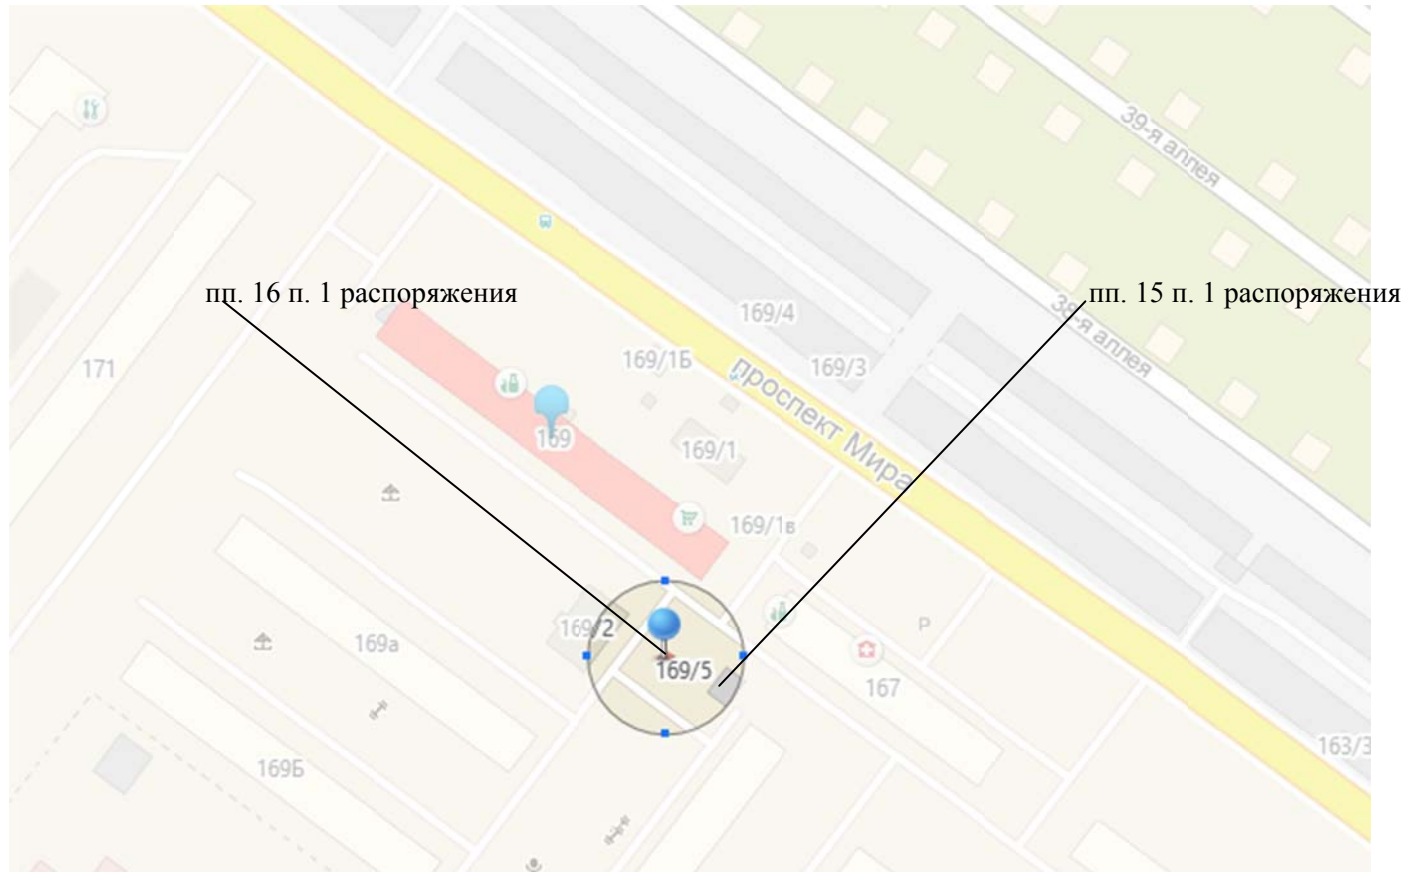 39-я аллея
пп. 16 п. 1 распоряжения
пп. 15 п. 1 распоряжения
38-я аллея
169/4
171
169/1Б
169/3
проспект Мира
169
169/1
169/1в
169/2
P
169а
169/5
167
163/3
169Б